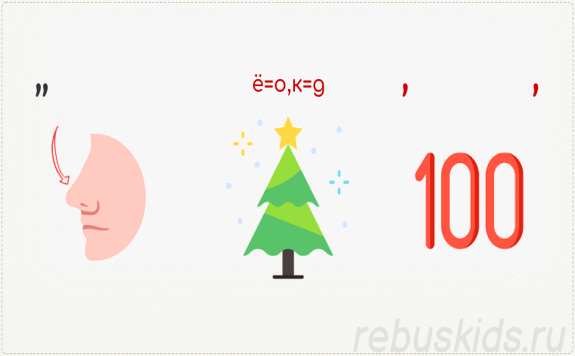 ,, ё=о,к=д , ,
100
rebuskids.ru